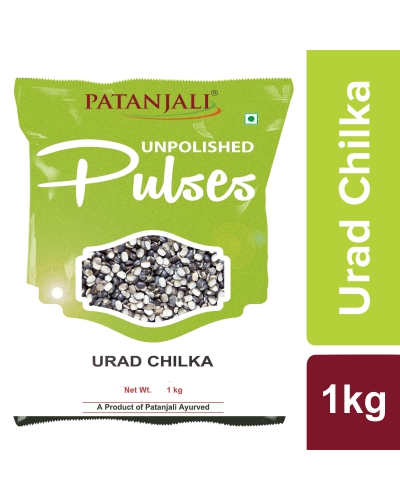 PATANJALI®
UNPOLISHED
Pulses
URAD CHILKA
Net Wt. 1 kg
A Product of Patanjali Ayurved
Urad Chilka
1kg